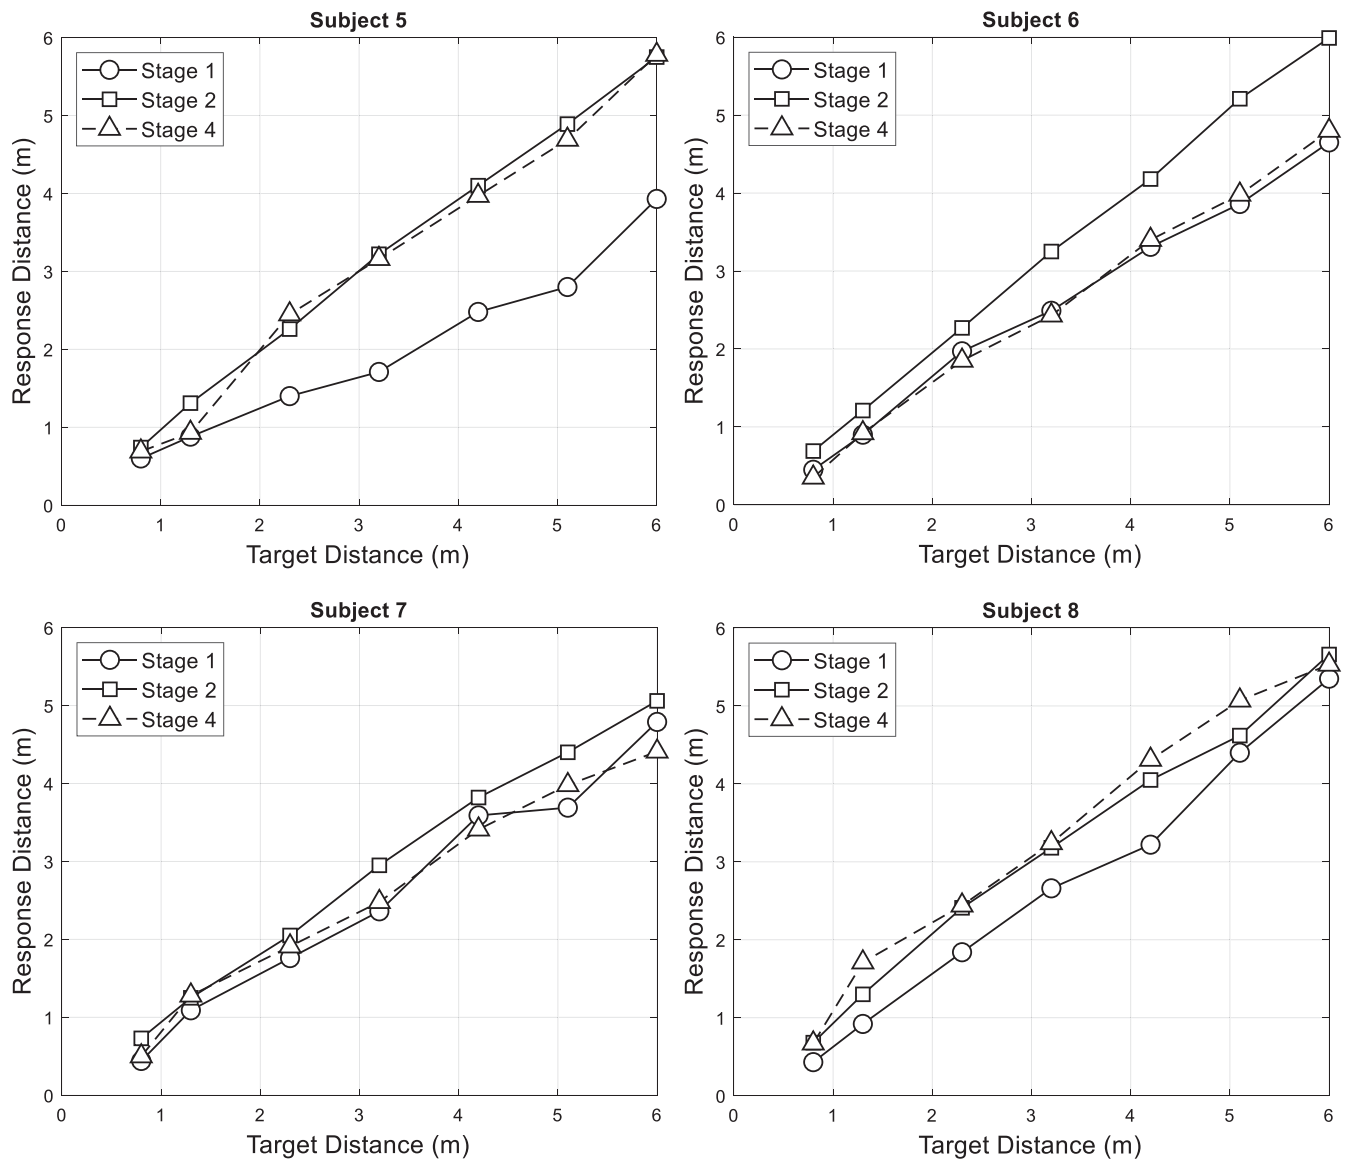 Subject 5
6
5
4
3
2
1
0
Response Distance (m)
Stage 1
Stage 2
Stage 4
0 1 2 3 4 5 6
Target Distance (m)
Subject 6
6
5
4
3
2
1
0
Response Distance (m)
Stage 1
Stage 2
Stage 4
0 1 2 3 4 5 6
Target Distance (m)
Subject 7
6
5
4
3
2
1
0
Response Distance (m)
Stage 1
Stage 2
Stage 4
0 1 2 3 4 5 6
Target Distance (m)
Subject 8
6
5
4
3
2
1
0
Response Distance (m)
Stage 1
Stage 2
Stage 4
0 1 2 3 4 5 6
Target Distance (m)